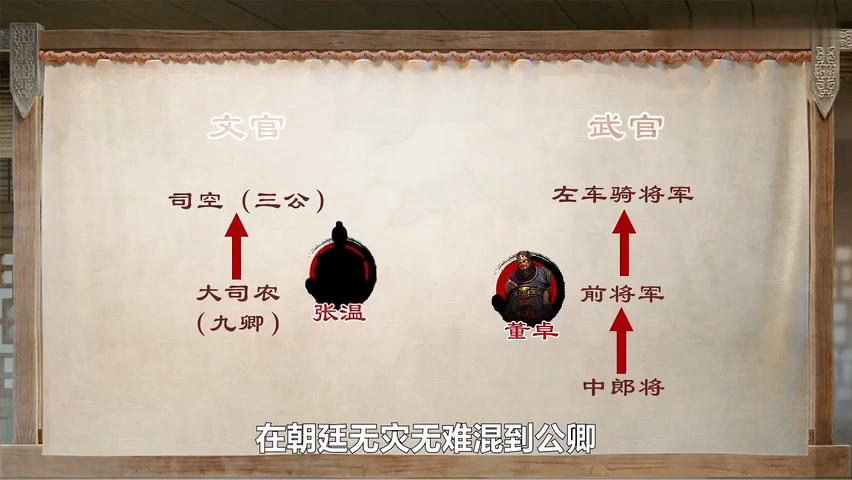 文官
武官
司空（三公）
左车骑将军
大司农
（九卿）
张温
前将军
董卓
中郎将
在朝廷无灾无难混到公卿